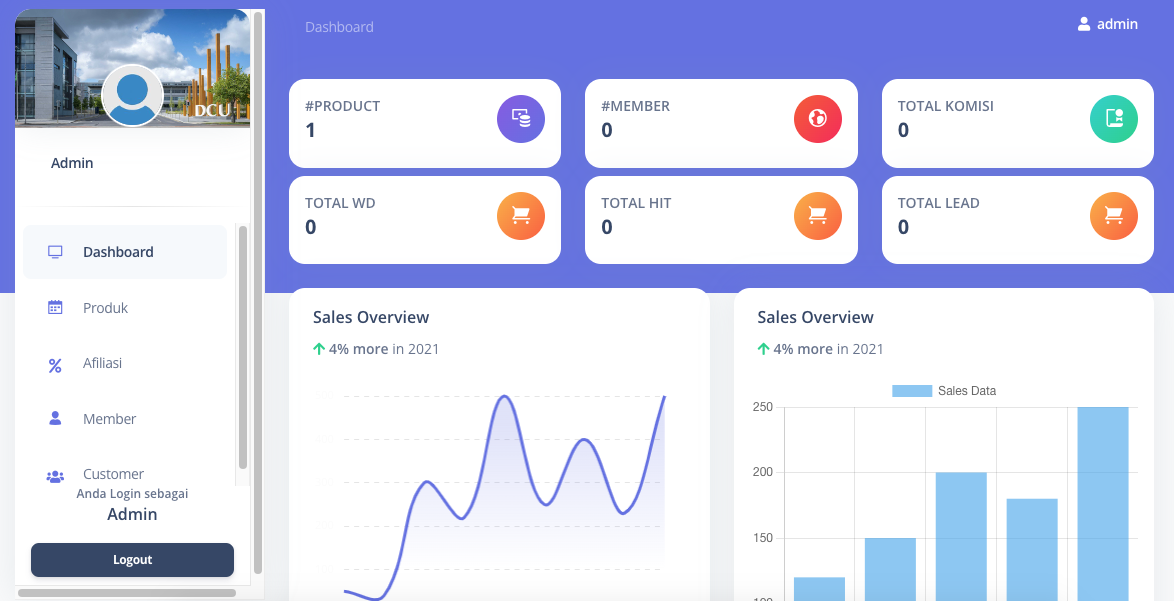 DCU
Admin
Dashboard
Produk
Afiliasi
Member
Customer
Anda Login sebagai
Admin
Logout
Dashboard
admin
#PRODUCT
1
#MEMBER
0
TOTAL KOMISI
0
TOTAL WD
0
TOTAL HIT
0
TOTAL LEAD
0
Sales Overview
4% more in 2021
Sales Overview
4% more in 2021
Sales Data
250
200
150
100